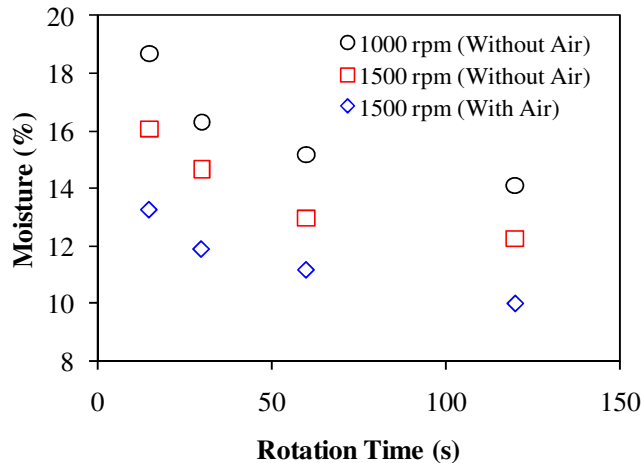 20
18
16
14
12
10
8
Moisture (%)
1000 rpm (Without Air)
1500 rpm (Without Air)
1500 rpm (With Air)
0 50 100 150
Rotation Time (s)